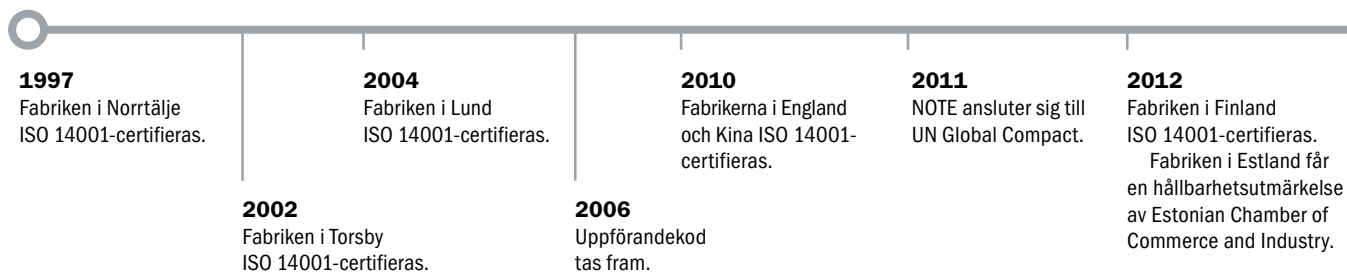 1997
Fabriken i Norrtälje
ISO 14001-certifieras.
2002
Fabriken i Torsby
ISO 14001-certifieras.
2004
Fabriken i Lund
ISO 14001-certifieras.
2006
Uppförandekod
tas fram.
2010
Fabrikerna i England
och Kina ISO 14001-
certifieras.
2011
NOTE ansluter sig till
UN Global Compact.
2012
Fabriken i Finland
ISO 14001-certifieras.
Fabriken i Estland får
en hållbarhetsutmärkelse
av Estonian Chamber of
Commerce and Industry.